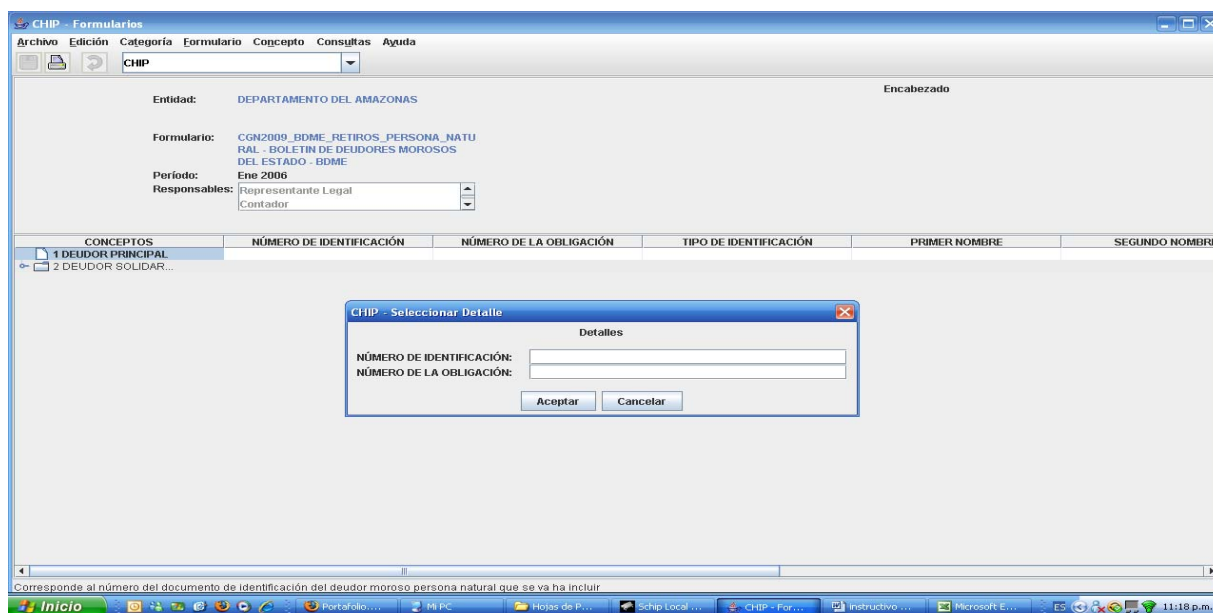 CHIP - Formularios
Archivo Edición Categoría Formulario Concepto Consultas Ayuda
CHIP
Encabezado
Entidad: DEPARTAMENTO DEL AMAZONAS
Formulario: CGN2009_BDME_RETIROS_PERSONA_NATU
RAL - BOLETIN DE DEUDORES MOROSOS
DEL ESTADO - BDME
Período: Ene 2006
Responsables: Representante Legal
Contador
CONCEPTOS NÚMERO DE IDENTIFICACIÓN NÚMERO DE LA OBLIGACIÓN TIPO DE IDENTIFICACIÓN PRIMER NOMBRE SEGUNDO NOMBR
1 DEUDOR PRINCIPAL
2 DEUDOR SOLIDAR...
CHIP - Seleccionar Detalle
Detalles
NÚMERO DE IDENTIFICACIÓN:
NÚMERO DE LA OBLIGACIÓN:
Aceptar Cancelar
Corresponde al número del documento de identificación del deudor moroso persona natural que se va ha incluir
Inicio Portafolio.... Mi PC Hojas de P... Schip Local ... CHIP - For... instructivo ... Microsoft E... ES 11:18 p.m.